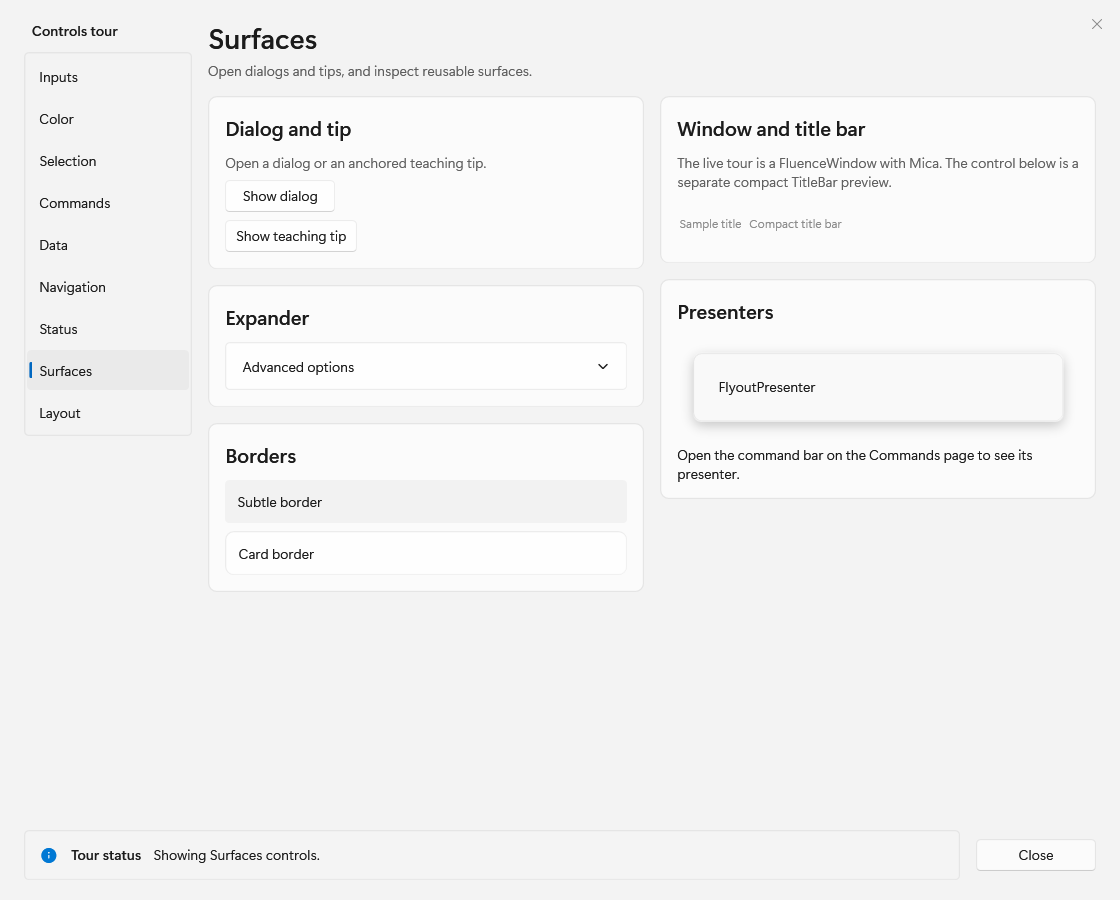 Controls tour
Inputs
Color
Selection
Commands
Data
Navigation
Status
Surfaces
Layout
Surfaces
Open dialogs and tips, and inspect reusable surfaces.
Dialog and tip
Open a dialog or an anchored teaching tip.
Show dialog
Show teaching tip
Expander
Advanced options
Borders
Subtle border
Card border
Window and title bar
The live tour is a FluenceWindow with Mica. The control below is a
separate compact TitleBar preview.
Sample title Compact title bar
Presenters
FlyoutPresenter
Open the command bar on the Commands page to see its
presenter.
Tour status Showing Surfaces controls.
Close